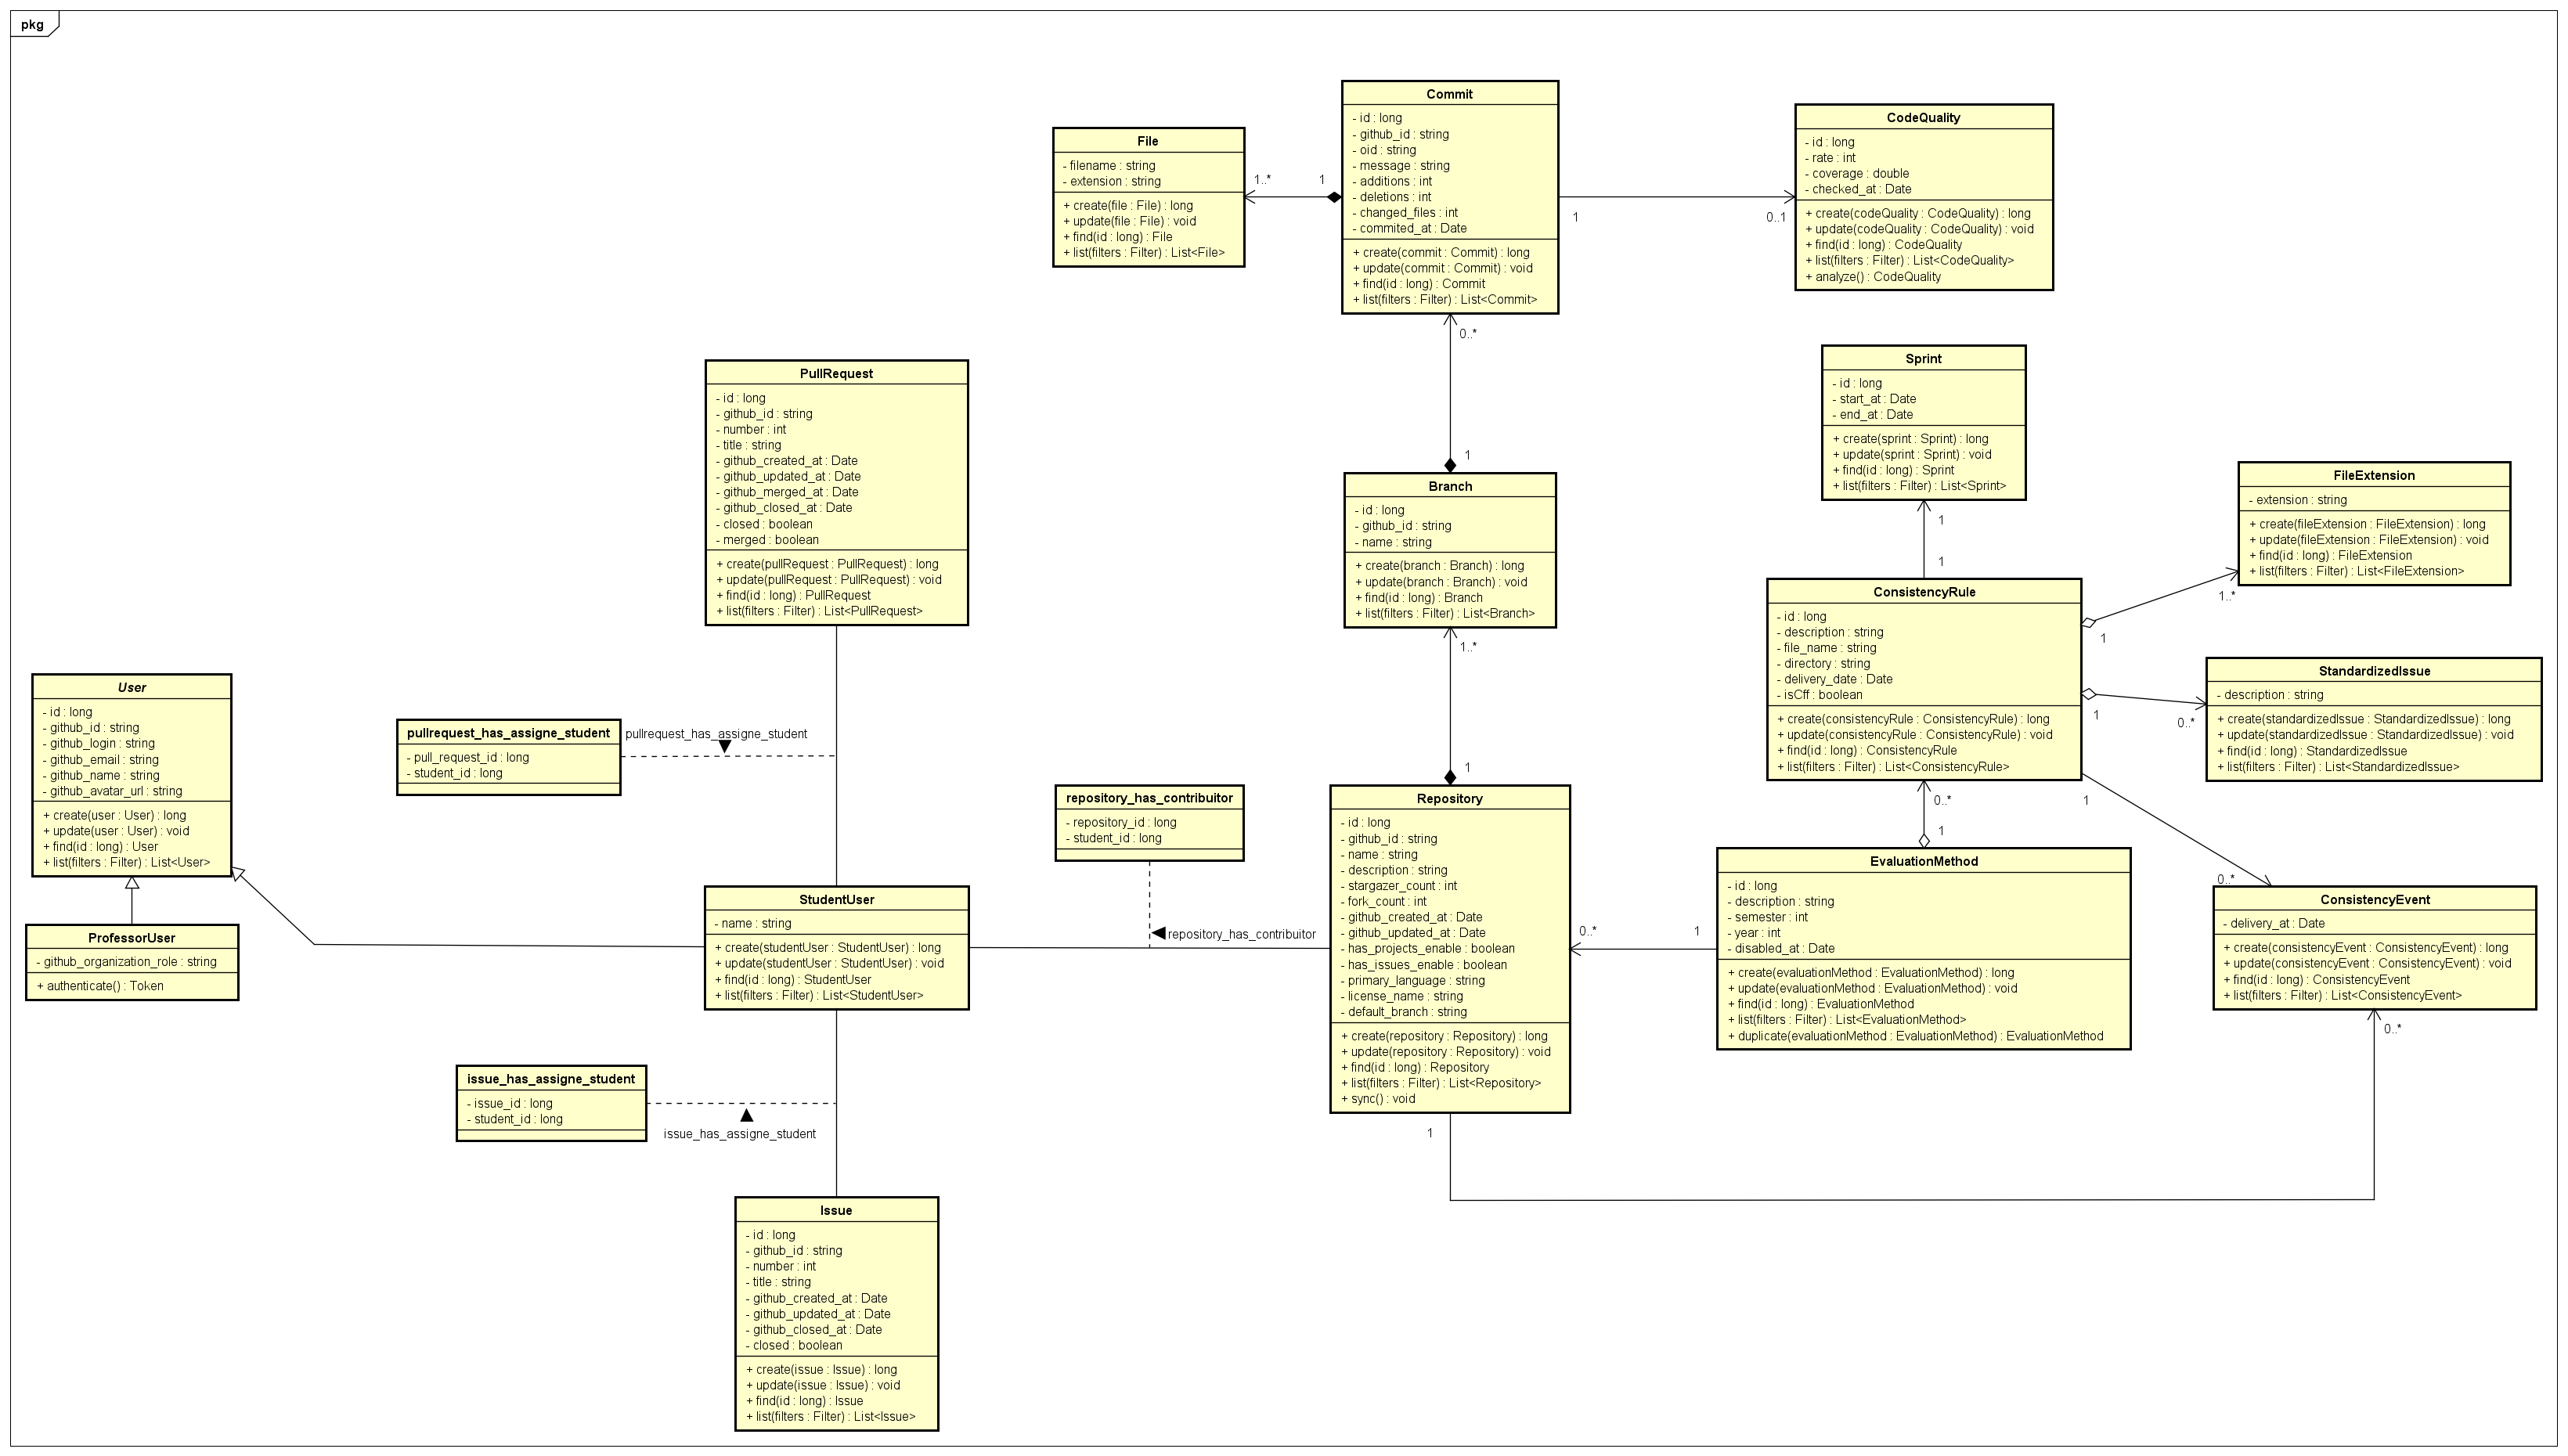 pkg
Commit
- id : long
- github_id : string
- oid : string
- message : string
- additions : int
- deletions : int
- changed_files : int
- commited_at : Date
+ create(commit : Commit) : long
+ update(commit : Commit) : void
+ find(id : long) : Commit
+ list(filters : Filter) : List<Commit>
File
- filename : string
- extension : string
+ create(file : File) : long
+ update(file : File) : void
+ find(id : long) : File
+ list(filters : Filter) : List<File>
1..*
1
CodeQuality
- id : long
- rate : int
- coverage : double
- checked_at : Date
+ create(codeQuality : CodeQuality) : long
+ update(codeQuality : CodeQuality) : void
+ find(id : long) : CodeQuality
+ list(filters : Filter) : List<CodeQuality>
+ analyze() : CodeQuality
1
0..1
0..*
1
PullRequest
- id : long
- github_id : string
- number : int
- title : string
- github_created_at : Date
- github_updated_at : Date
- github_merged_at : Date
- github_closed_at : Date
- closed : boolean
- merged : boolean
+ create(pullRequest : PullRequest) : long
+ update(pullRequest : PullRequest) : void
+ find(id : long) : PullRequest
+ list(filters : Filter) : List<PullRequest>
Branch
- id : long
- github_id : string
- name : string
+ create(branch : Branch) : long
+ update(branch : Branch) : void
+ find(id : long) : Branch
+ list(filters : Filter) : List<Branch>
1..*
1
Sprint
- id : long
- start_at : Date
- end_at : Date
+ create(sprint : Sprint) : long
+ update(sprint : Sprint) : void
+ find(id : long) : Sprint
+ list(filters : Filter) : List<Sprint>
1
1
FileExtension
- extension : string
+ create(fileExtension : FileExtension) : long
+ update(fileExtension : FileExtension) : void
+ find(id : long) : FileExtension
+ list(filters : Filter) : List<FileExtension>
1..*
1
ConsistencyRule
- id : long
- description : string
- file_name : string
- directory : string
- delivery_date : Date
- isCff : boolean
+ create(consistencyRule : ConsistencyRule) : long
+ update(consistencyRule : ConsistencyRule) : void
+ find(id : long) : ConsistencyRule
+ list(filters : Filter) : List<ConsistencyRule>
StandardizedIssue
- description : string
+ create(standardizedIssue : StandardizedIssue) : long
+ update(standardizedIssue : StandardizedIssue) : void
+ find(id : long) : StandardizedIssue
+ list(filters : Filter) : List<StandardizedIssue>
1
0..*
User
- id : long
- github_id : string
- github_login : string
- github_email : string
- github_name : string
- github_avatar_url : string
+ create(user : User) : long
+ update(user : User) : void
+ find(id : long) : User
+ list(filters : Filter) : List<User>
pullrequest_has_assigne_student
- pull_request_id : long
- student_id : long
pullrequest_has_assigne_student
repository_has_contribuitor
- repository_id : long
- student_id : long
repository_has_contribuitor
Repository
- id : long
- github_id : string
- name : string
- description : string
- stargazer_count : int
- fork_count : int
- github_created_at : Date
- github_updated_at : Date
- has_projects_enable : boolean
- has_issues_enable : boolean
- primary_language : string
- license_name : string
- default_branch : string
+ create(repository : Repository) : long
+ update(repository : Repository) : void
+ find(id : long) : Repository
+ list(filters : Filter) : List<Repository>
+ sync() : void
0..*
1
EvaluationMethod
- id : long
- description : string
- semester : int
- year : int
- disabled_at : Date
+ create(evaluationMethod : EvaluationMethod) : long
+ update(evaluationMethod : EvaluationMethod) : void
+ find(id : long) : EvaluationMethod
+ list(filters : Filter) : List<EvaluationMethod>
+ duplicate(evaluationMethod : EvaluationMethod) : EvaluationMethod
0..*
1
1
0..*
ConsistencyEvent
- delivery_at : Date
+ create(consistencyEvent : ConsistencyEvent) : long
+ update(consistencyEvent : ConsistencyEvent) : void
+ find(id : long) : ConsistencyEvent
+ list(filters : Filter) : List<ConsistencyEvent>
0..*
1
ProfessorUser
- github_organization_role : string
+ authenticate() : Token
StudentUser
- name : string
+ create(studentUser : StudentUser) : long
+ update(studentUser : StudentUser) : void
+ find(id : long) : StudentUser
+ list(filters : Filter) : List<StudentUser>
issue_has_assigne_student
- issue_id : long
- student_id : long
issue_has_assigne_student
Issue
- id : long
- github_id : string
- number : int
- title : string
- github_created_at : Date
- github_updated_at : Date
- github_closed_at : Date
- closed : boolean
+ create(issue : Issue) : long
+ update(issue : Issue) : void
+ find(id : long) : Issue
+ list(filters : Filter) : List<Issue>